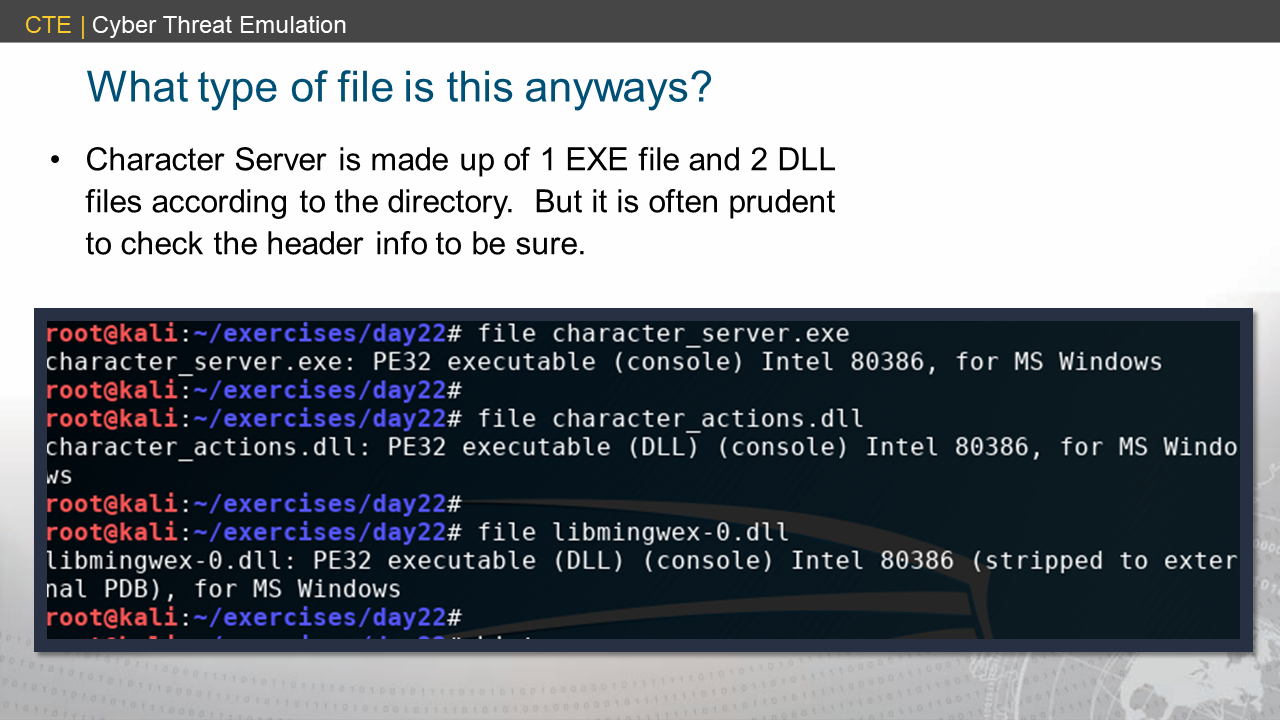 CTE | Cyber Threat Emulation
What type of file is this anyways?
• Character Server is made up of 1 EXE file and 2 DLL
files according to the directory.  But it is often prudent
to check the header info to be sure.
root@kali:~/exercises/day22# file character_server.exe
character_server.exe: PE32 executable (console) Intel 80386, for MS Windows
root@kali:~/exercises/day22#
root@kali:~/exercises/day22# file character_actions.dll
character_actions.dll: PE32 executable (DLL) (console) Intel 80386, for MS Windo
ws
root@kali:~/exercises/day22#
root@kali:~/exercises/day22# file libmingwex-0.dll
libmingwex-0.dll: PE32 executable (DLL) (console) Intel 80386 (stripped to exter
nal PDB), for MS Windows
root@kali:~/exercises/day22#